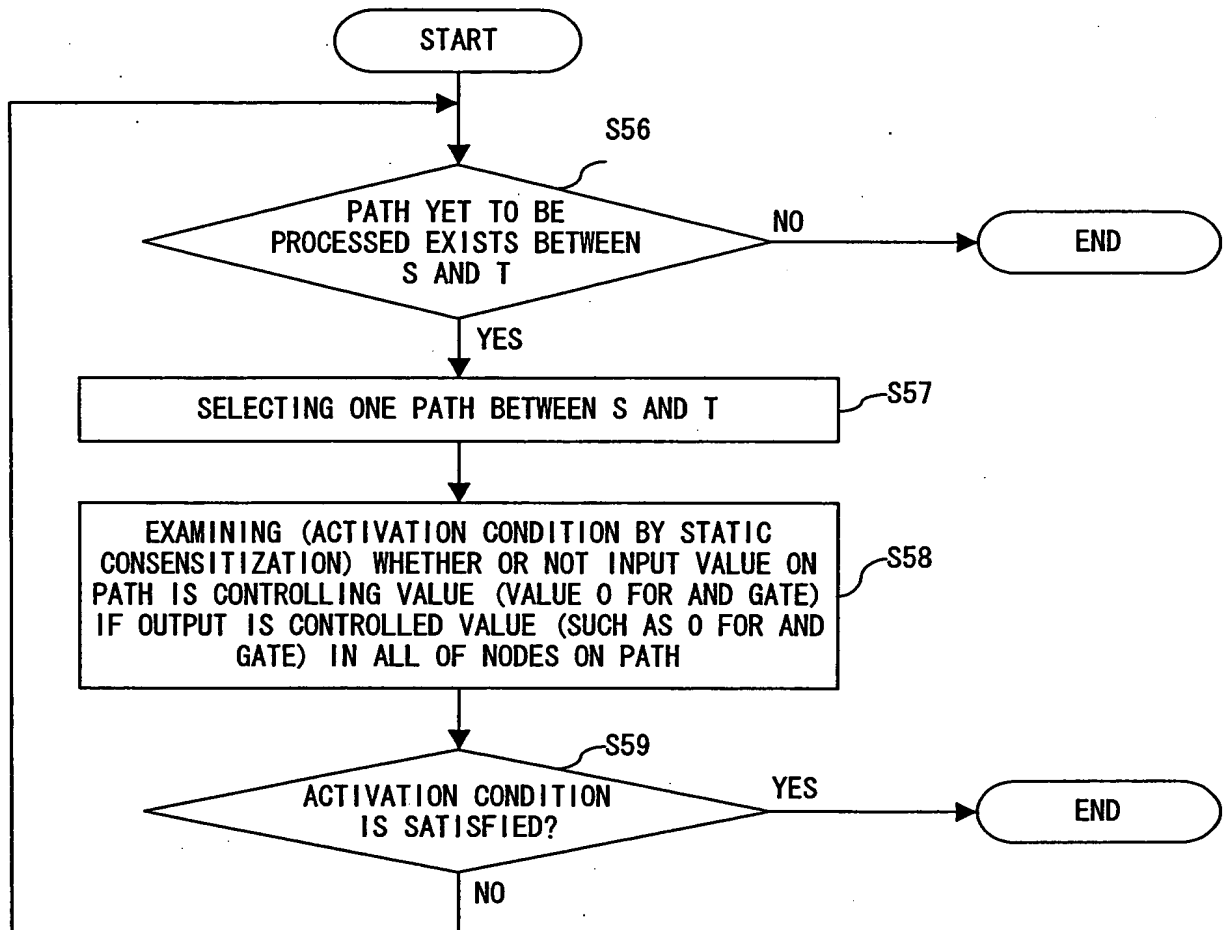 START
S56
PATH YET TO BE
PROCESSED EXISTS BETWEEN
S AND T
NO
END
YES
SELECTING ONE PATH BETWEEN S AND T
S57
EXAMINING (ACTIVATION CONDITION BY STATIC
CONSENSITIZATION) WHETHER OR NOT INPUT VALUE ON
PATH IS CONTROLLING VALUE (VALUE 0 FOR AND GATE)
IF OUTPUT IS CONTROLLED VALUE (SUCH AS 0 FOR AND
GATE) IN ALL OF NODES ON PATH
S58
S59
ACTIVATION CONDITION
IS SATISFIED?
YES
END
NO